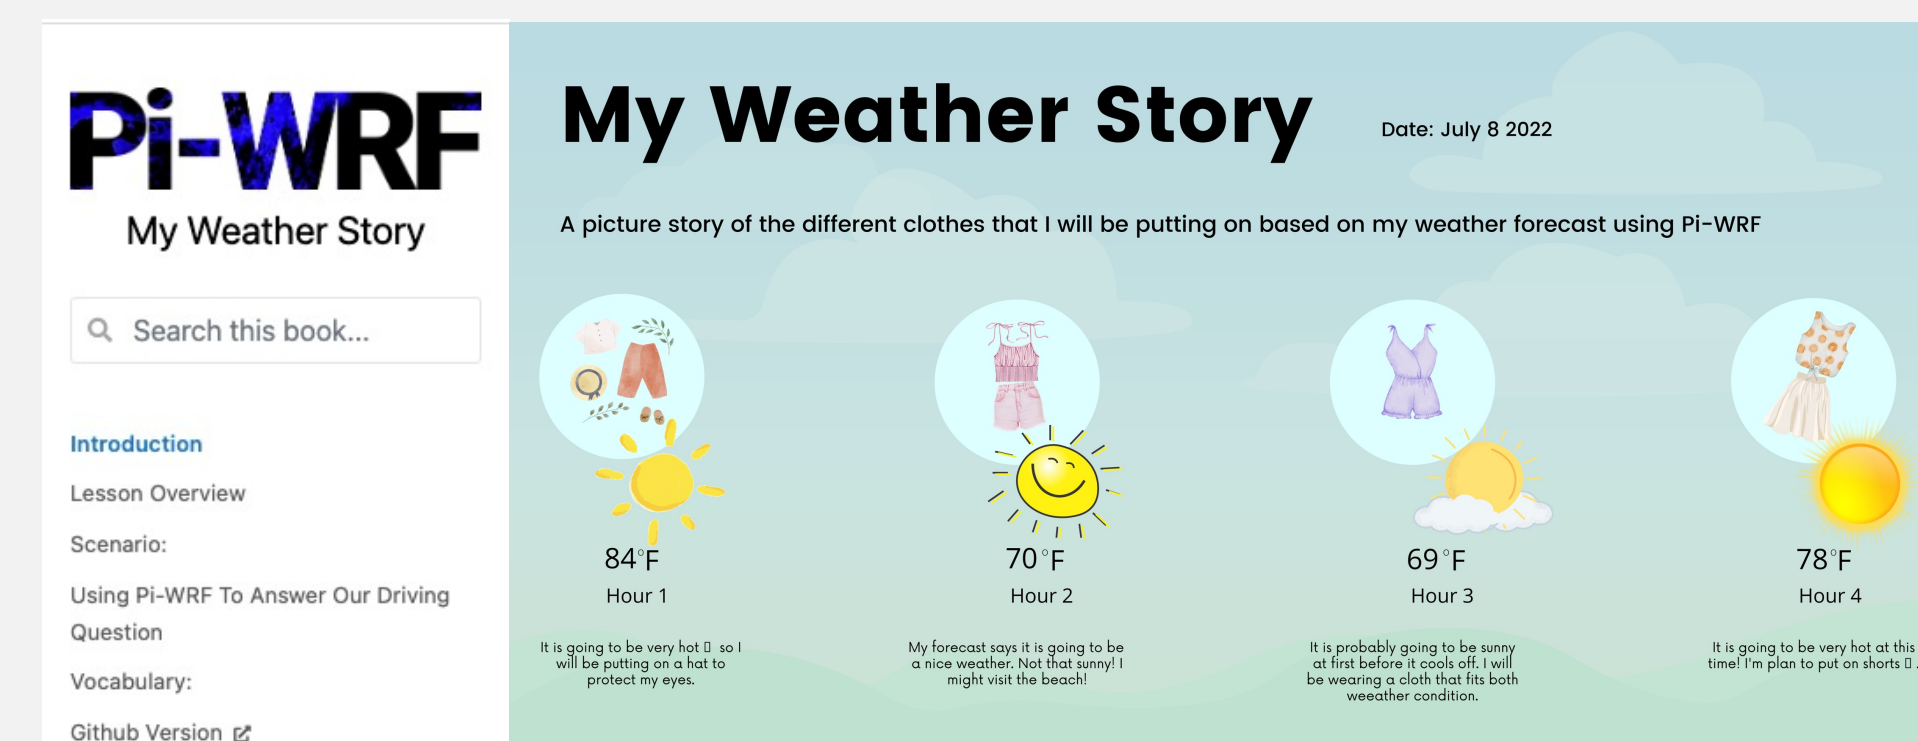 Pi-WRF
My Weather Story
Search this book...
Introduction
Lesson Overview
Scenario:
Using Pi-WRF To Answer Our Driving
Question
Vocabulary:
Github Version
My Weather Story
Date: July 8 2022
A picture story of the different clothes that I will be putting on based on my weather forecast using Pi-WRF
84°F
Hour 1
It is going to be very hot ▯ so I
will be putting on a hat to
protect my eyes.
70°F
Hour 2
My forecast says it is going to be
a nice weather. Not that sunny! I
might visit the beach!
69°F
Hour 3
It is probably going to be sunny
at first before it cools off. I will
be wearing a cloth that fits both
weeather condition.
78°F
Hour 4
It is going to be very hot at this
time! I'm plan to put on shorts ▯ .